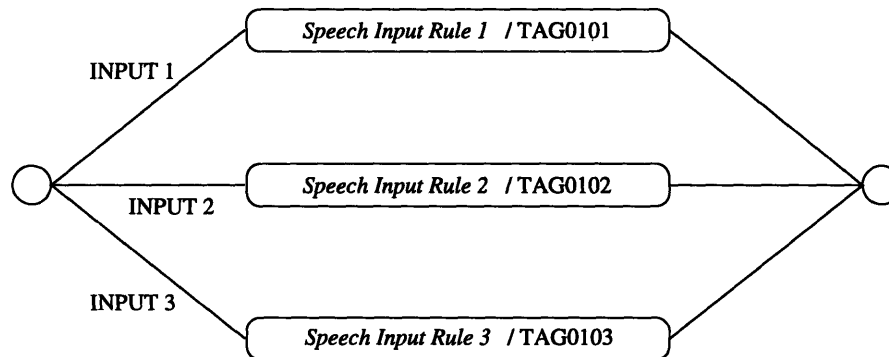 Speech Input Rule 1 / TAG0101
INPUT 1
Speech Input Rule 2 / TAG0102
INPUT 2
INPUT 3
Speech Input Rule 3 / TAG0103